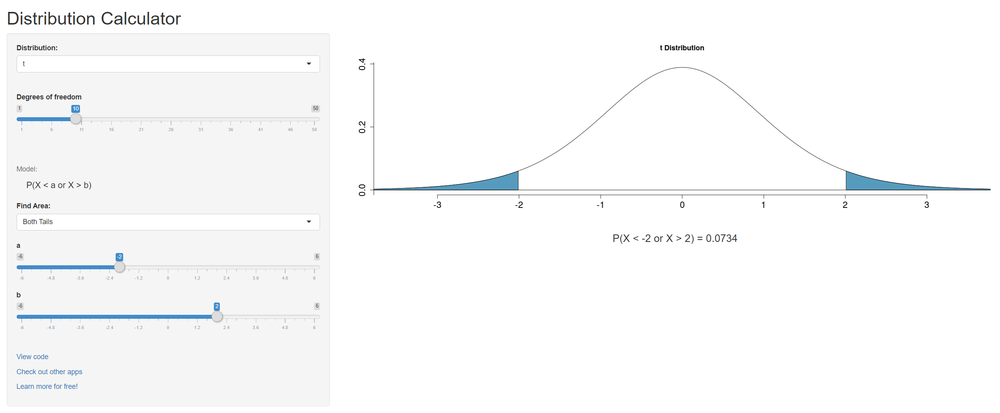 Distribution Calculator
Distribution:
t
Degrees of freedom
1 10 50
1 6 11 16 21 26 31 36 41 46 50
Model:
P(X < a or X > b)
Find Area:
Both Tails
a
-6 -2 6
-6 -4.8 -3.6 -2.4 -1.2 0 1.2 2.4 3.6 4.8 6
b
-6 2 6
-6 -4.8 -3.6 -2.4 -1.2 0 1.2 2.4 3.6 4.8 6
View code
Check out other apps
Learn more for free!
t Distribution
0.4
0.2
0.0
-3 -2 -1 0 1 2 3
P(X < -2 or X > 2) = 0.0734